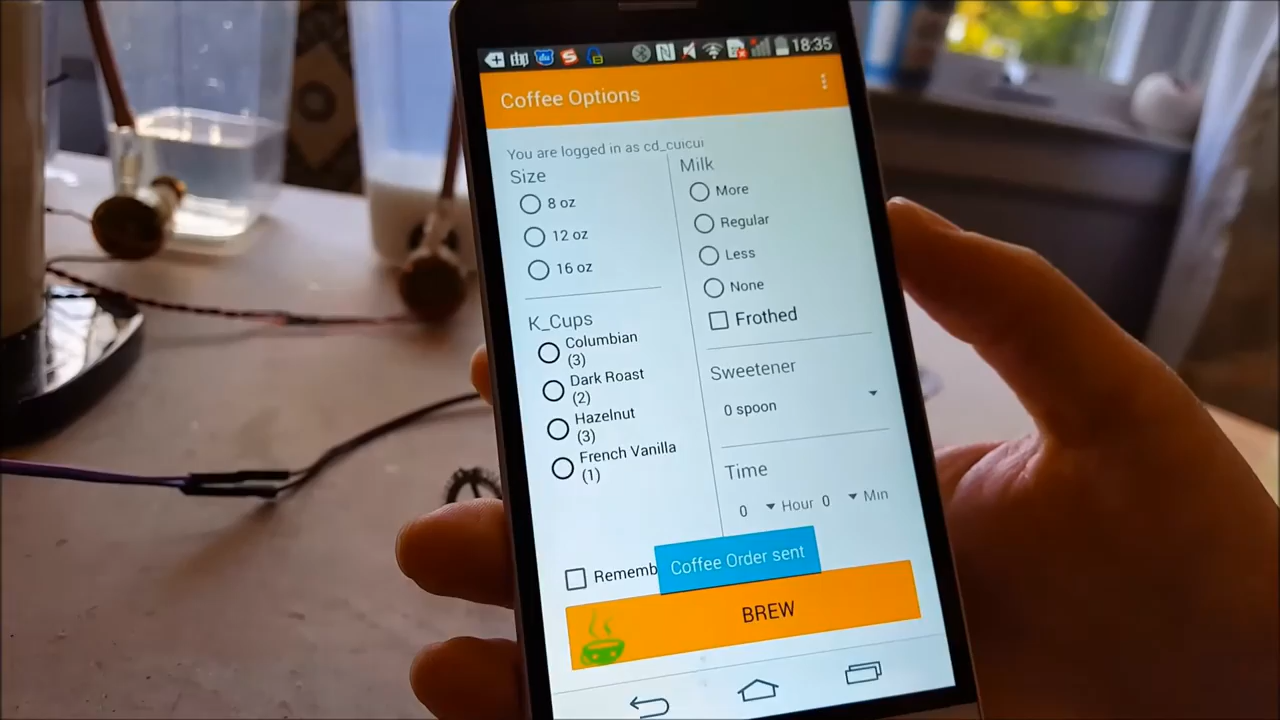 18:35
Coffee Options
You are logged in as cd_cuicui
Size
8 oz
12 oz
16 oz
K_Cups
Columbian
(3)
Dark Roast
(2)
Hazelnut
(3)
French Vanilla
(1)
Milk
More
Regular
Less
None
Frothed
Sweetener
0 spoon
Time
0 Hour 0 Min
Rememb
Coffee Order sent
BREW